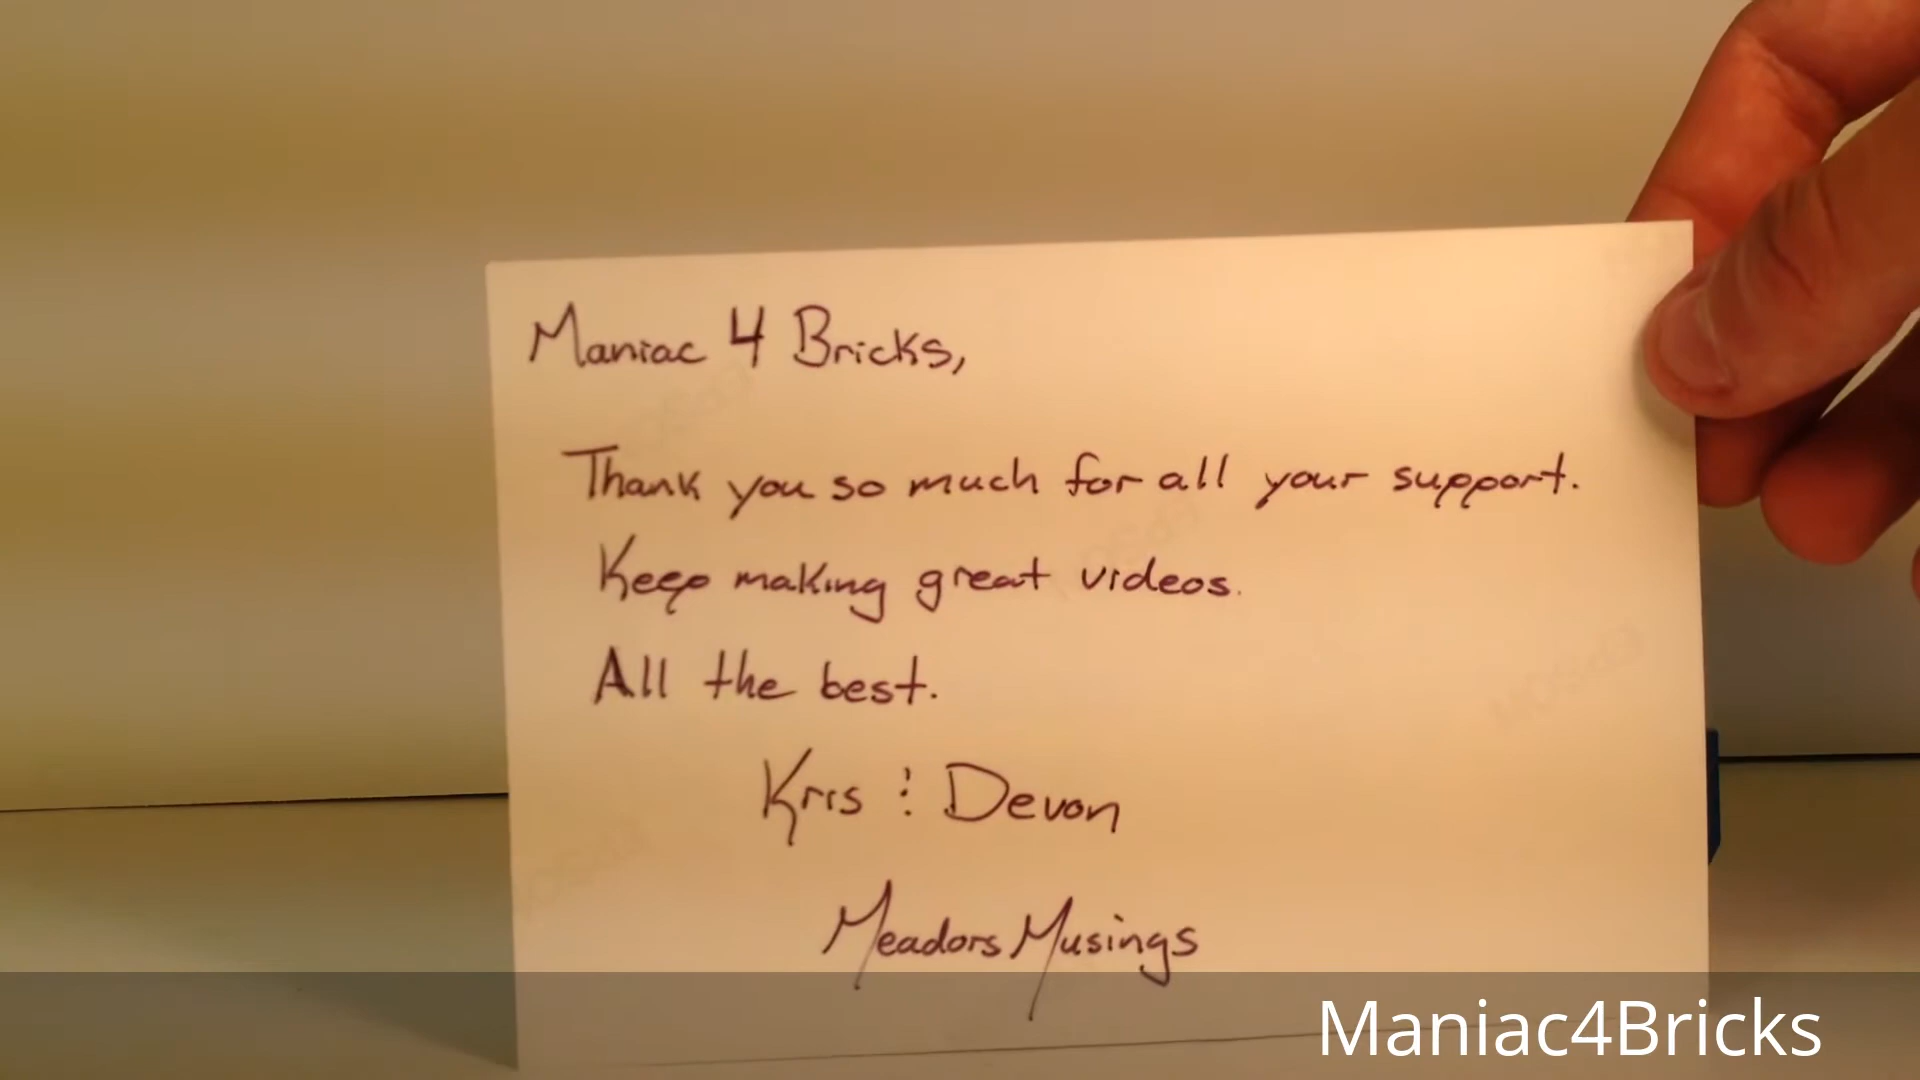 Maniac 4 Bricks,
Thank you so much for all your support.
Keep making great videos.
All the best.
Kris & Devon
Meadors Musings
Maniac4Bricks